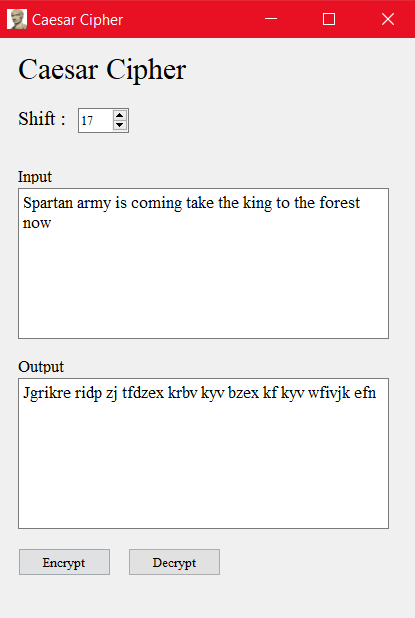 Caesar Cipher
Caesar Cipher
Shift : 17
Input
Spartan army is coming take the king to the forest
now
Output
Jgrikre ridp zj tfdzex krbv kyv bzex kf kyv wfivjk efn
Encrypt Decrypt